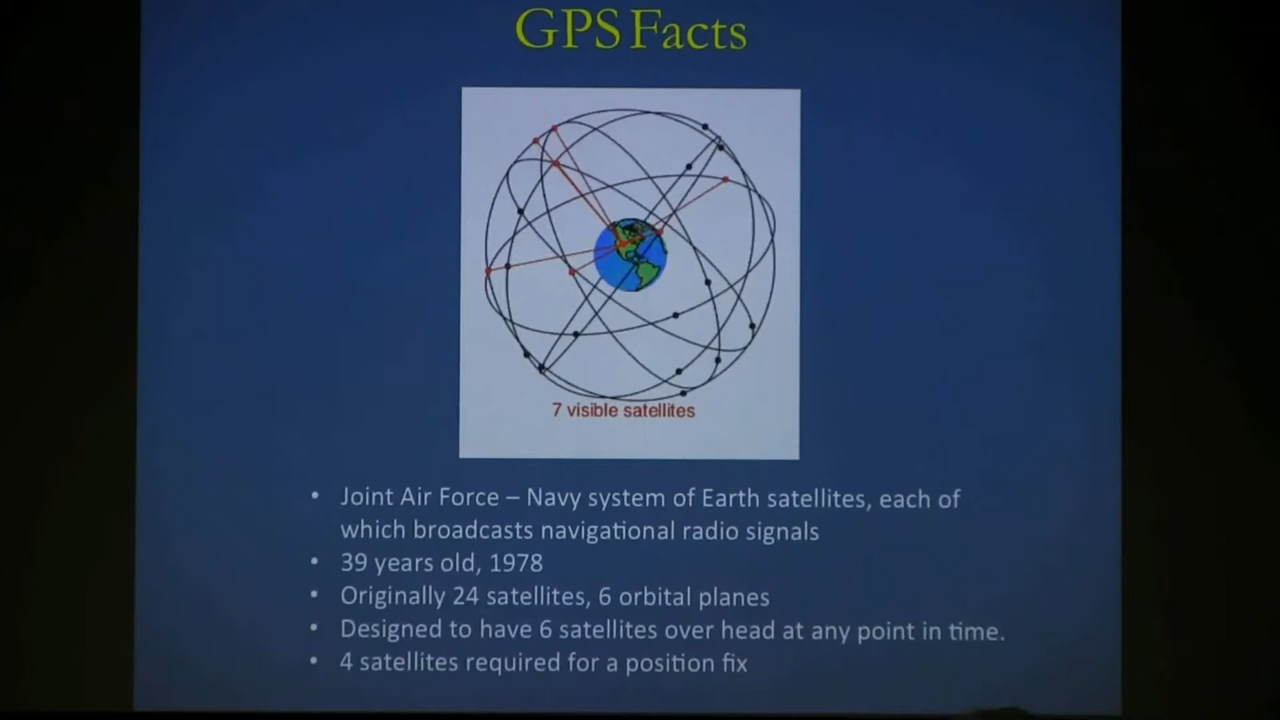 GPS Facts
7 visible satellites
• Joint Air Force – Navy system of Earth satellites, each of
which broadcasts navigational radio signals
• 39 years old, 1978
• Originally 24 satellites, 6 orbital planes
• Designed to have 6 satellites over head at any point in time.
• 4 satellites required for a position fix